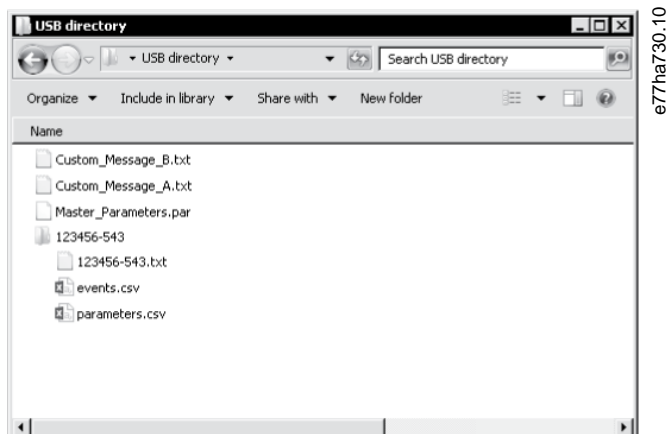 USB directory
USB directory
Search USB directory
Organize
Include in library
Share with
New folder
Name
Custom_Message_B.txt
Custom_Message_A.txt
Master_Parameters.par
123456-543
123456-543.txt
events.csv
parameters.csv
e77ha730.10